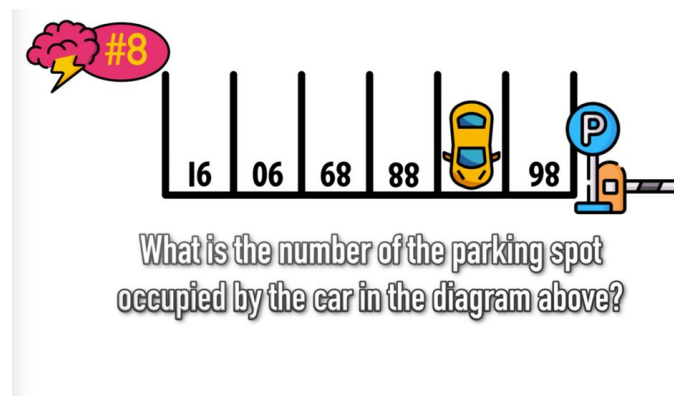 #8
16 06 68 88 98
P
What is the number of the parking spot
occupied by the car in the diagram above?